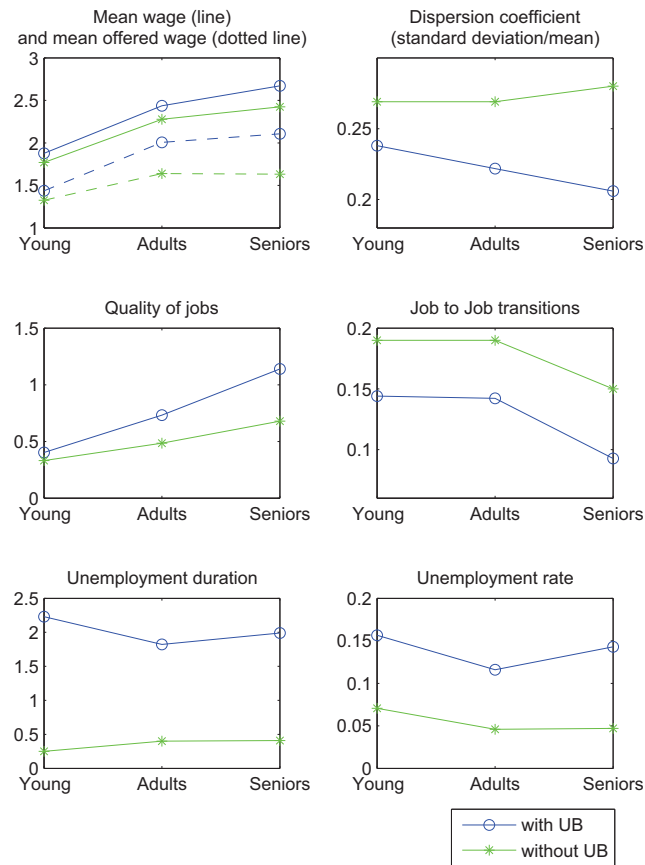 Mean wage (line)
and mean offered wage (dotted line)
3
2.5
2
1.5
1
Young
Adults
Seniors
Dispersion coefficient
(standard deviation/mean)
0.25
0.2
Young
Adults
Seniors
Quality of jobs
1.5
1
0.5
0
Young
Adults
Seniors
Job to Job transitions
0.2
0.15
0.1
Young
Adults
Seniors
Unemployment duration
2.5
2
1.5
1
0.5
0
Young
Adults
Seniors
Unemployment rate
0.2
0.15
0.1
0.05
0
Young
Adults
Seniors
with UB
without UB